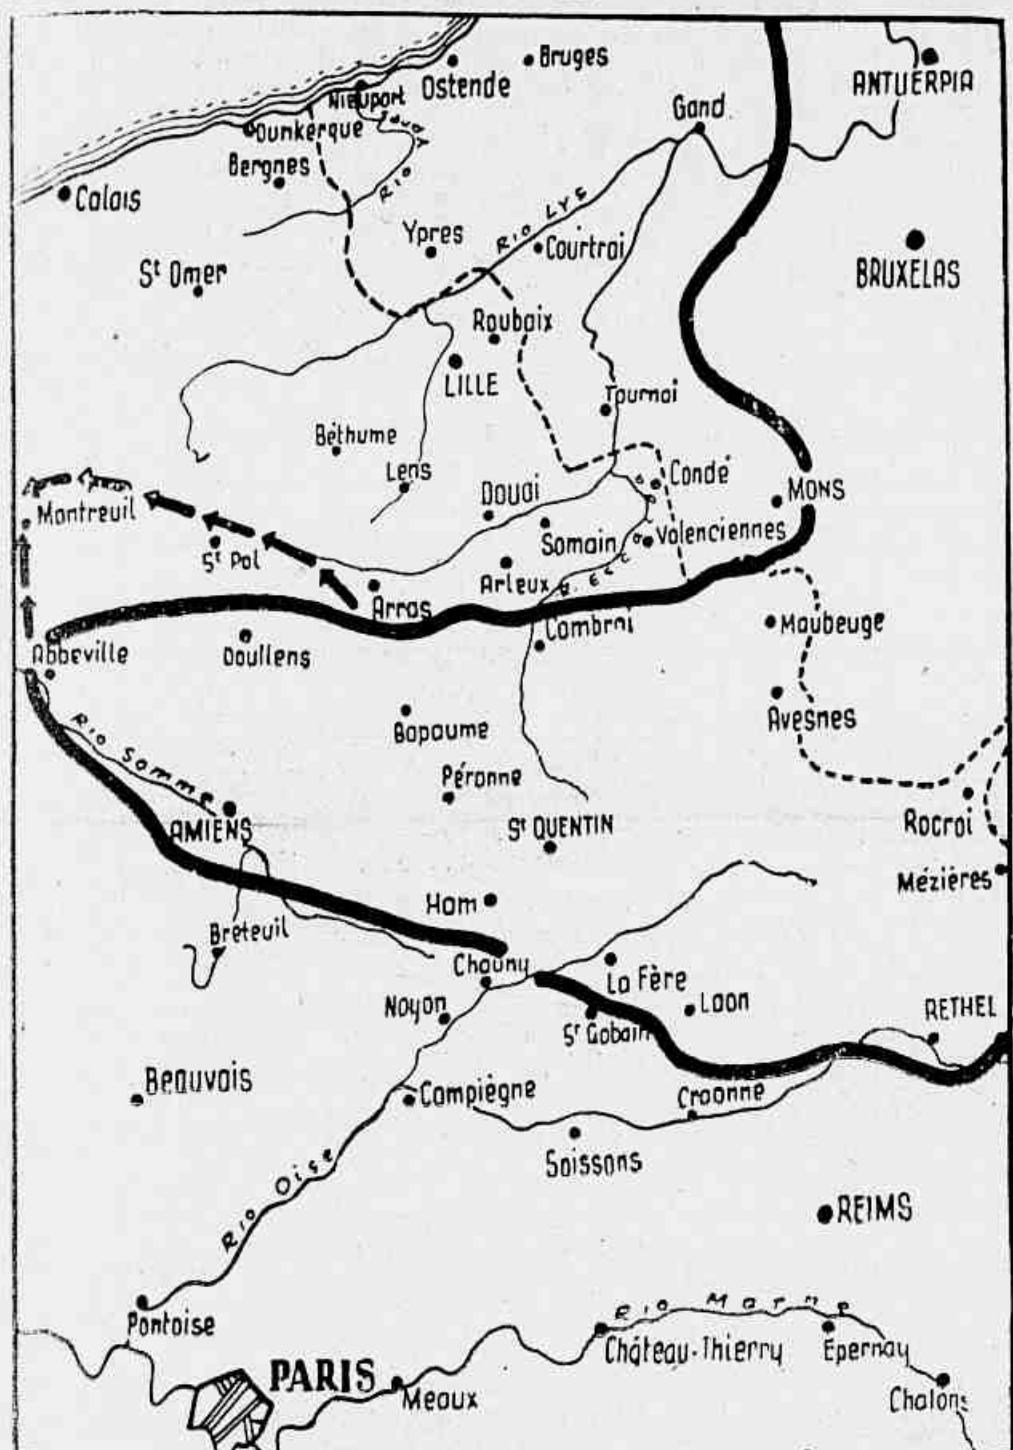 Bruges
Ostende
Nieuport
ANTUERPIA
Gand
Dunkerque
Bergnes
RIO
Calais
Ypres
RIO LYE
Courtrai
BRUXELAS
St Omer
Roubaix
LILLE
Tournai
Béthume
Lens
Condé
Douai
MONS
Montreuil
Somain
Valenciennes
St Pol
Arleux
R. ESCO
Arras
Cambrai
Maubeuge
Abbeville
Doullens
Avesnes
RIO Somme
Bapaume
Péronne
AMIENS
St QUENTIN
Rocroi
Mézières
Ham
Breteuil
Chauny
La Fère
Noyon
Laon
RETHEL
St Gobain
Beauvais
Compiègne
Craonne
Soissons
RIO Oise
REIMS
RIO Marne
Pontoise
Château-Thierry
Epernay
PARIS
Meaux
Chalons